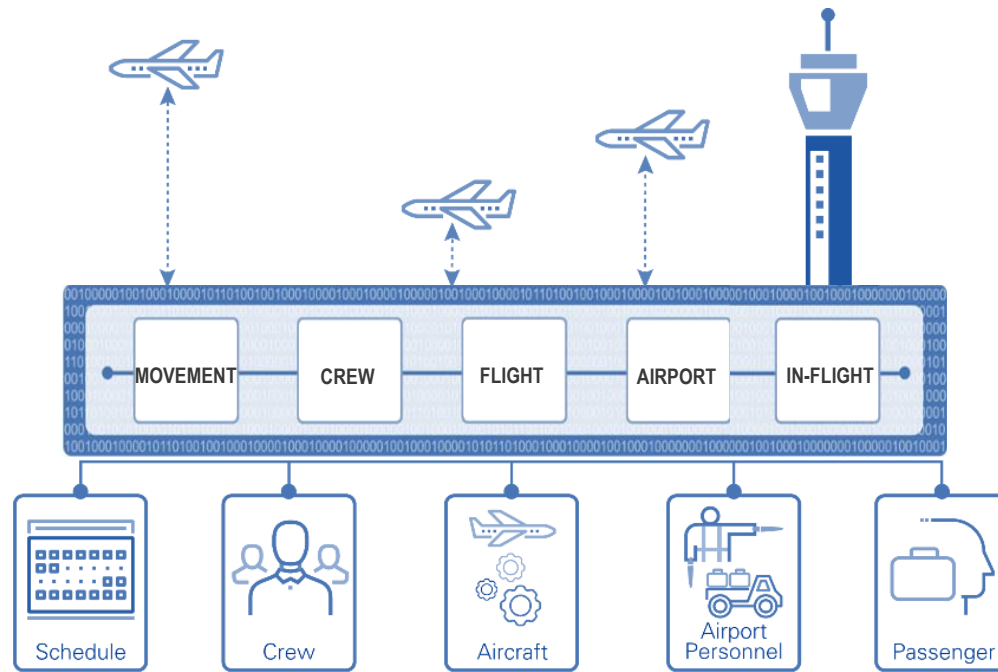 MOVEMENT
CREW
FLIGHT
AIRPORT
IN-FLIGHT
Schedule
Crew
Aircraft
Airport
Personnel
Passenger